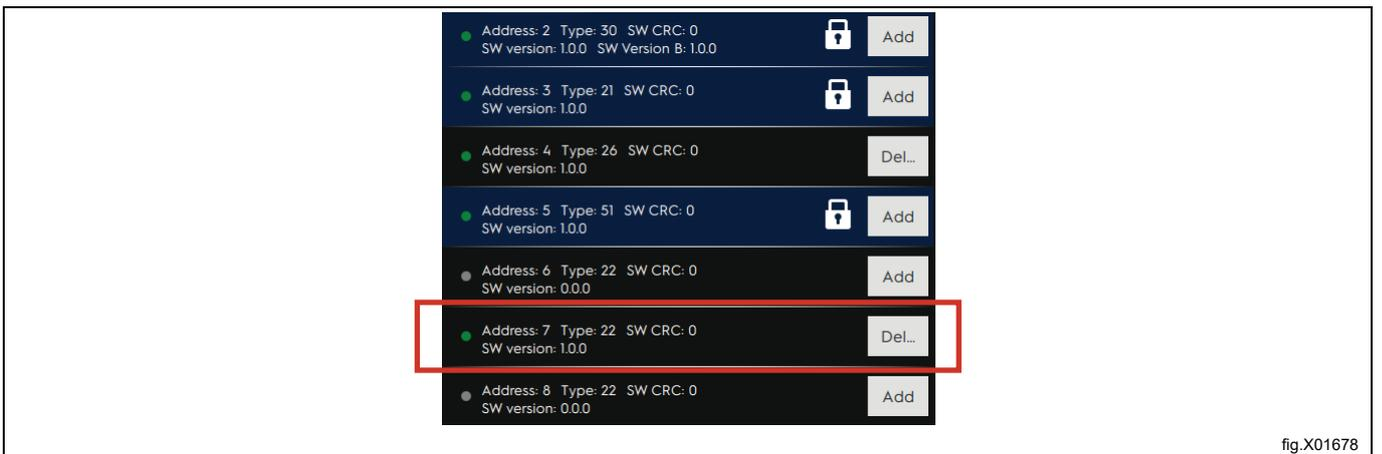 Address: 2 Type: 30 SW CRC: 0
SW version: 1.0.0 SW Version B: 1.0.0
Add
Address: 3 Type: 21 SW CRC: 0
SW version: 1.0.0
Add
Address: 4 Type: 26 SW CRC: 0
SW version: 1.0.0
Del...
Address: 5 Type: 51 SW CRC: 0
SW version: 1.0.0
Add
Address: 6 Type: 22 SW CRC: 0
SW version: 0.0.0
Add
Address: 7 Type: 22 SW CRC: 0
SW version: 1.0.0
Del...
Address: 8 Type: 22 SW CRC: 0
SW version: 0.0.0
Add
fig.X01678